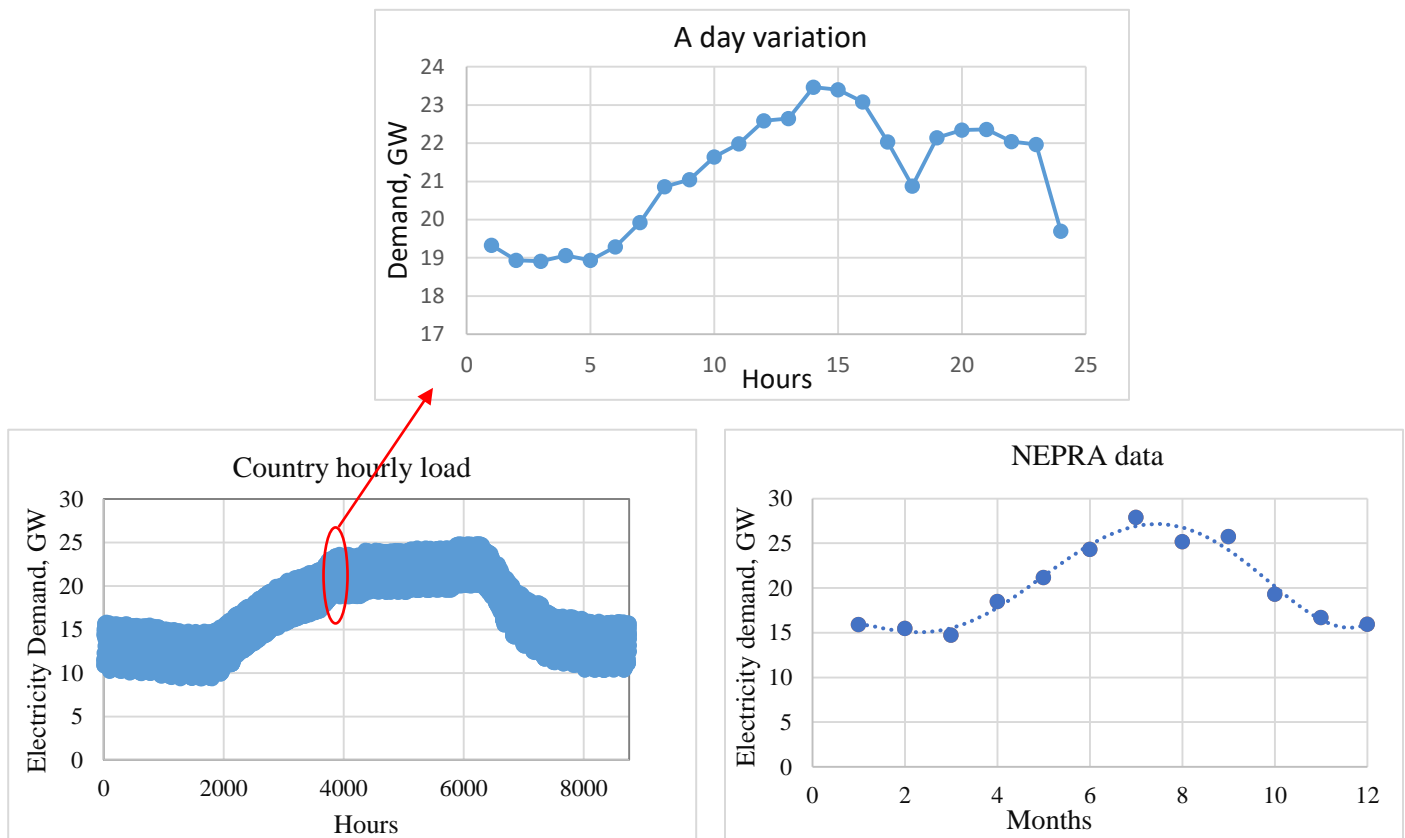 A day variation
24
23
22
21
20
19
18
17
Demand, GW
0 5 10 15 20 25
Hours
Country hourly load
30
25
20
15
10
5
0
Electricity Demand, GW
0 2000 4000 6000 8000
Hours
NEPRA data
30
25
20
15
10
5
0
Electricity demand, GW
0 2 4 6 8 10 12
Months